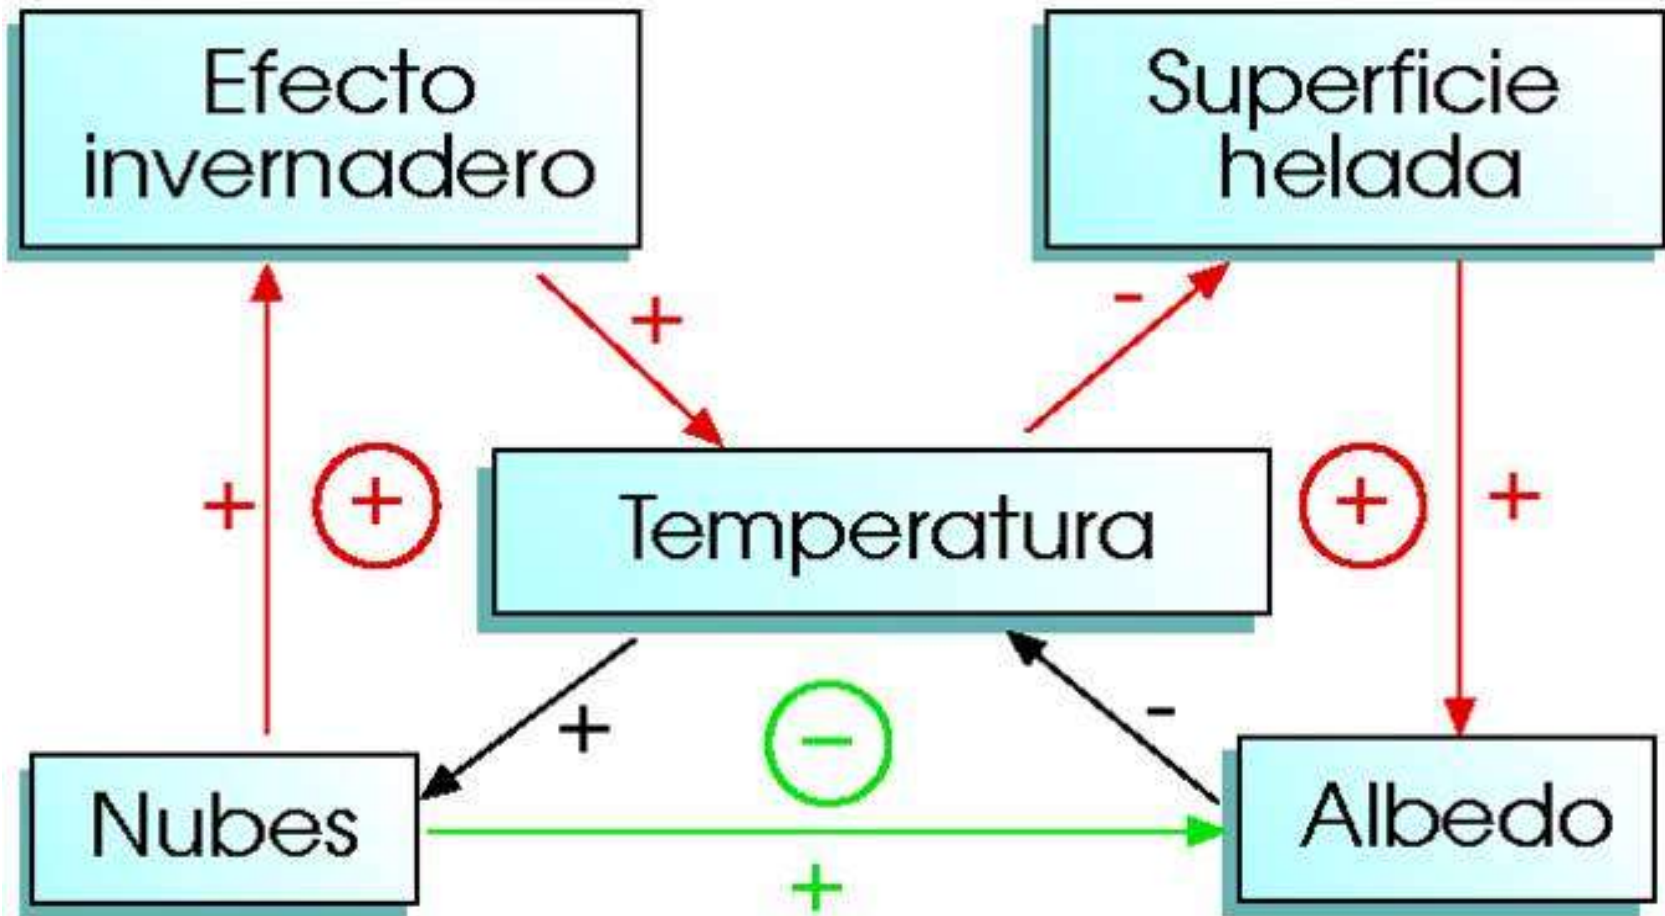 Efecto
invernadero
Superficie
helada
+
-
+
+
+
+
Temperatura
+
−
-
Nubes
Albedo
+